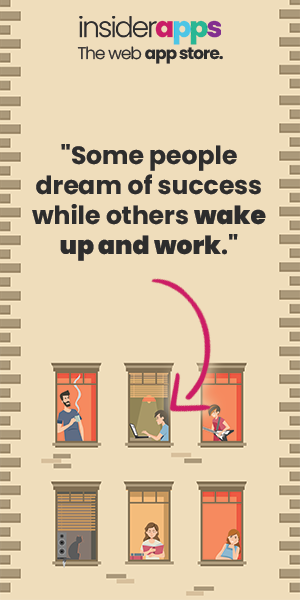 insiderapps
The web app store.
"Some people
dream of success
while others wake
up and work."